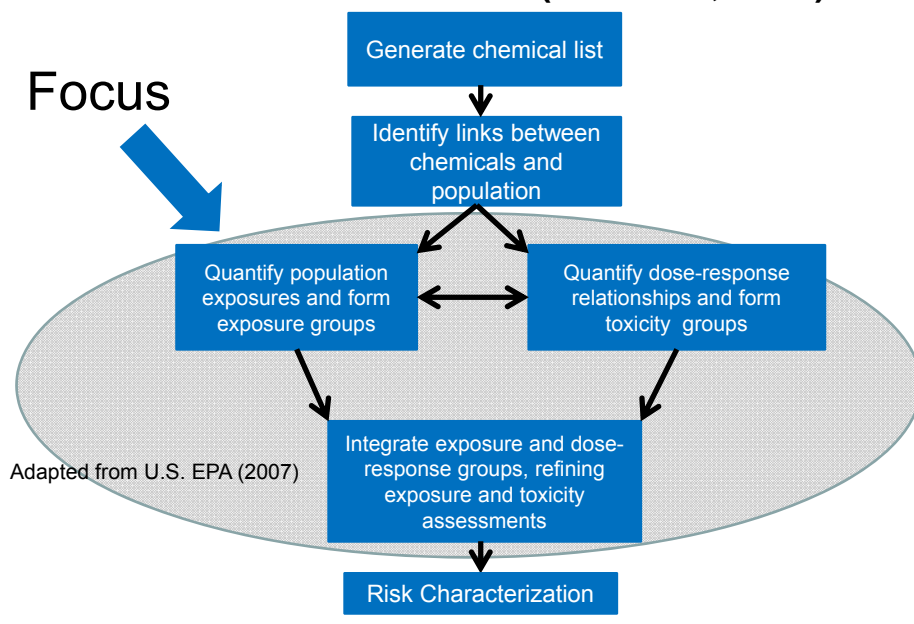 Generate chemical list
Focus
Identify links between
chemicals and
population
Quantify population
exposures and form
exposure groups
Quantify dose-response
relationships and form
toxicity groups
Integrate exposure and dose-
response groups, refining
exposure and toxicity
assessments
Adapted from U.S. EPA (2007)
Risk Characterization